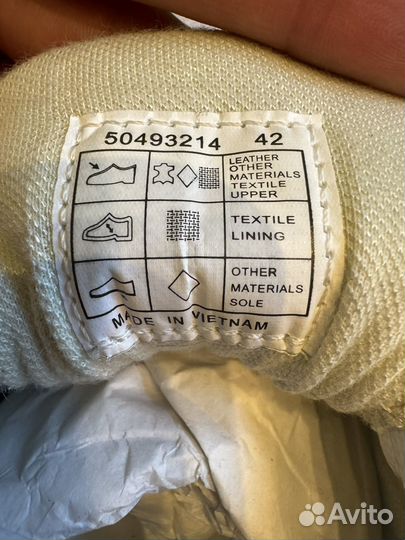 50493214 42
LEATHER OTHER
MATERIALS
TEXTILE
UPPER
TEXTILE
LINING
OTHER
MATERIALS
SOLE
MADE IN VIETNAM
Avito